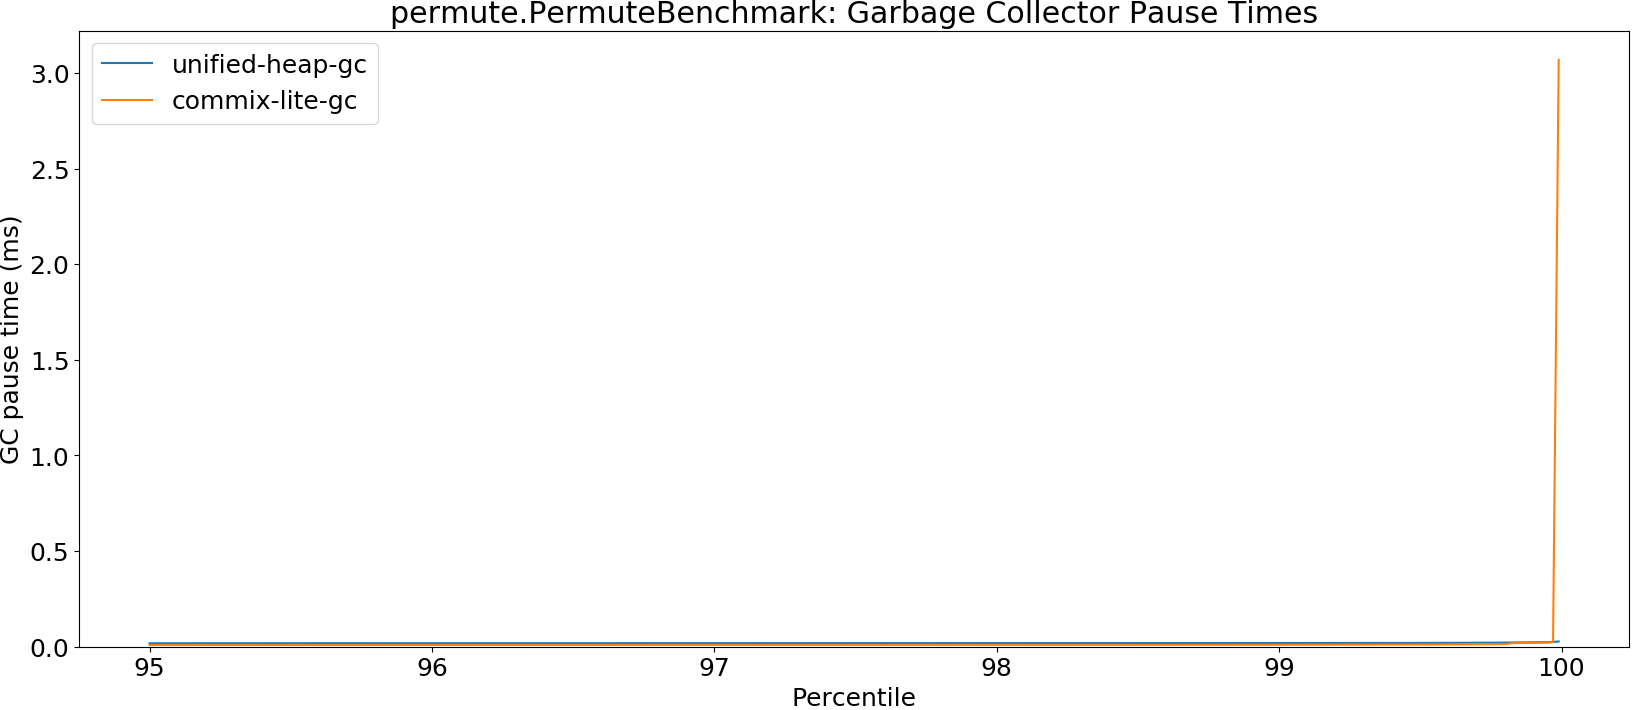 permute.PermuteBenchmark: Garbage Collector Pause Times
unified-heap-gc
commix-lite-gc
GC pause time (ms)
3.0
2.5
2.0
1.5
1.0
0.5
0.0
95 96 97 98 99 100
Percentile